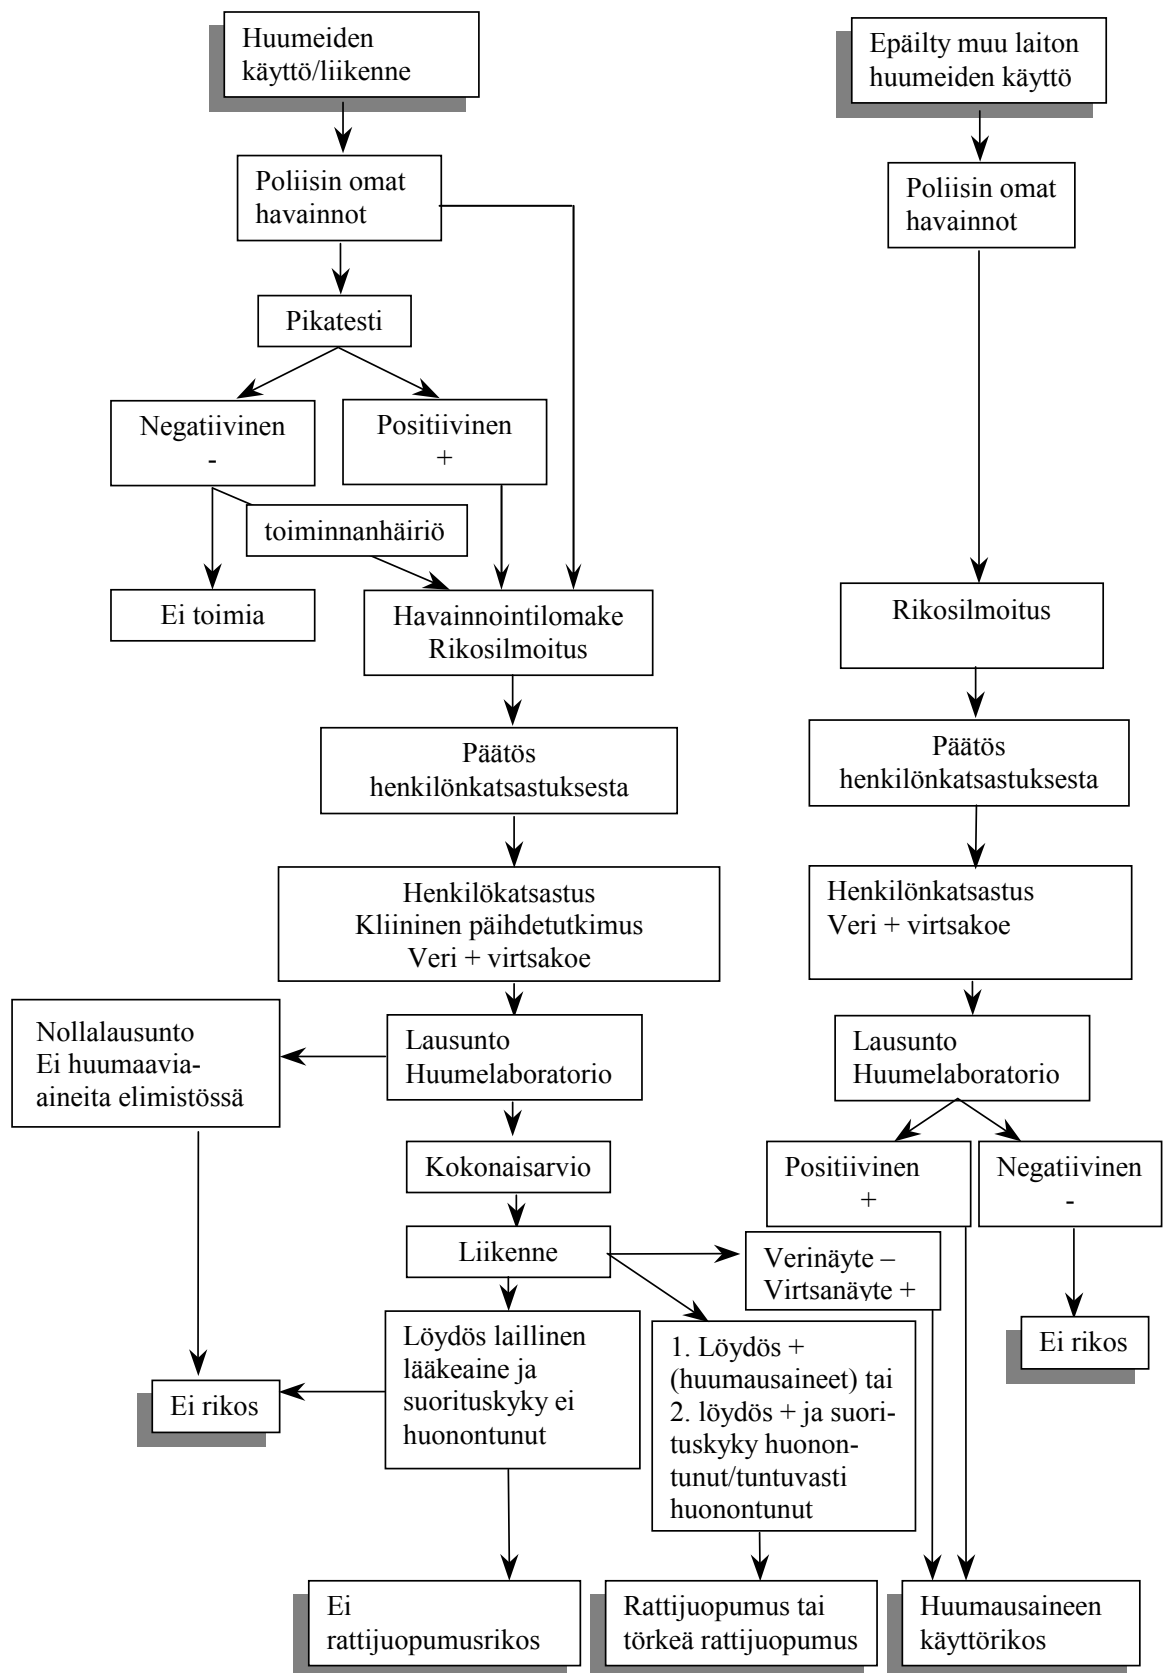 Huumeiden
käyttö/liikenne
Epäilty muu laiton
huumeiden käyttö
Poliisin omat
havainnot
Poliisin omat
havainnot
Pikatesti
Negatiivinen
-
Positiivinen
+
toiminnanhäiriö
Ei toimia
Havainnointilomake
Rikosilmoitus
Rikosilmoitus
Päätös
henkilönkatsastuksesta
Päätös
henkilönkatsastuksesta
Henkilökatsastus
Kliininen päihdetutkimus
Veri + virtsakoe
Henkilönkatsastus
Veri + virtsakoe
Nollalausunto
Ei huumaavia-
aineita elimistössä
Lausunto
Huumelaboratorio
Lausunto
Huumelaboratorio
Kokonaisarvio
Positiivinen
+
Negatiivinen
-
Liikenne
Verinäyte –
Virtsanäyte +
Löydös laillinen
lääkeaine ja
suorituskyky ei
huonontunut
1. Löydös +
(huumausaineet) tai
2. löydös + ja suori-
tuskyky huonon-
tunut/tuntuvasti
huonontunut
Ei rikos
Ei rikos
Ei
rattijuopumusrikos
Rattijuopumus tai
törkeä rattijuopumus
Huumausaineen
käyttörikos